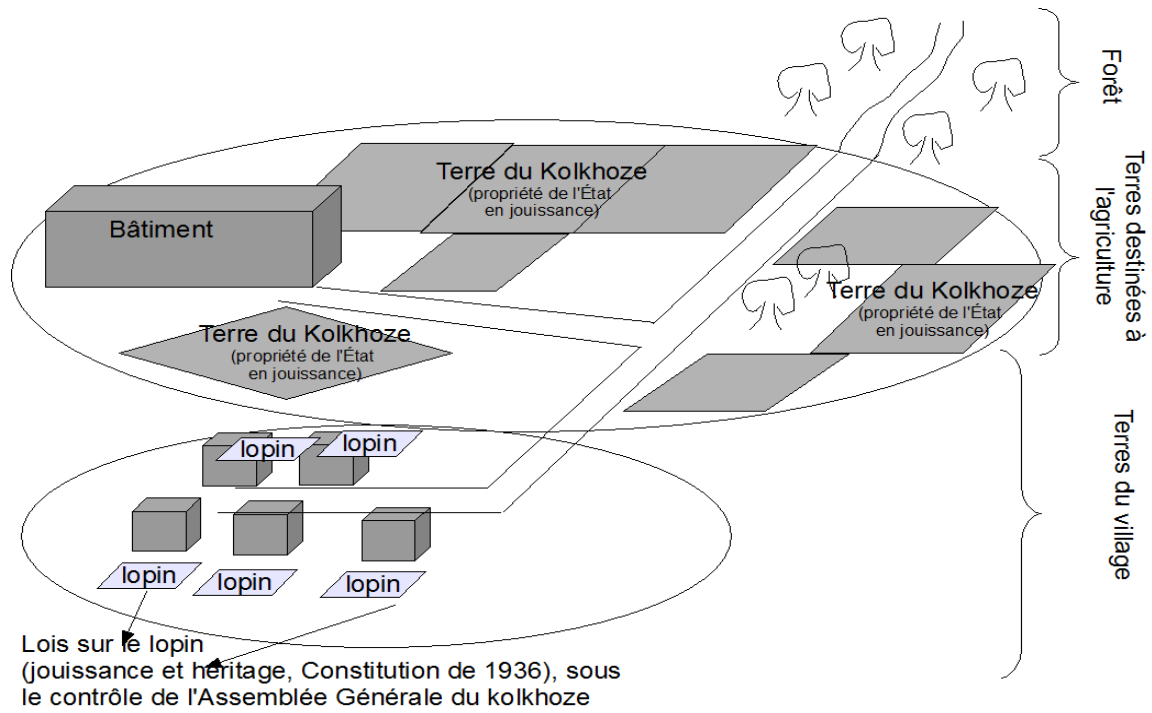 Forêt
Terre du Kolkhoze
(propriété de l'État
en jouissance)
Bâtiment
Terres destinées à
l'agriculture
Terre du Kolkhoze
(propriété de l'État
en jouissance)
Terre du Kolkhoze
(propriété de l'État
en jouissance)
Terres du village
lopin
lopin
lopin
lopin
lopin
Lois sur le lopin
(jouissance et héritage, Constitution de 1936), sous
le contrôle de l'Assemblée Générale du kolkhoze